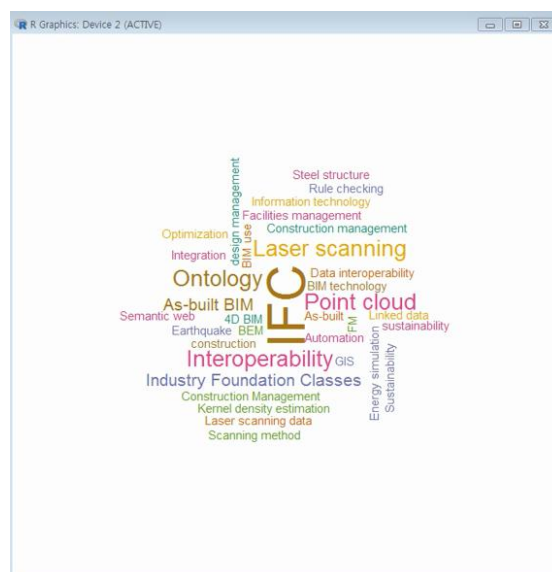 R Graphics: Device 2 (ACTIVE)
Steel structure
Rule checking
Information technology
design management
Facilities management
BIM use
Construction management
Optimization
Laser scanning
Integration
Data interoperability
Ontology
IFC
BIM technology
As-built BIM
Point cloud
Semantic web
4D BIM
As-built
FM
Linked data
sustainability
Earthquake
BEM
Automation
construction
Energy simulation
Sustainability
Interoperability
GIS
Industry Foundation Classes
Construction Management
Kernel density estimation
Laser scanning data
Scanning method